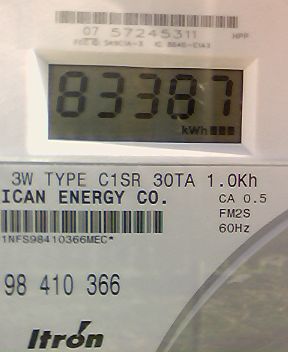 07 57245311 HPP
83387
kWh
3W TYPE C1SR 30TA 1.0Kh
ICAN ENERGY CO. CA 0.5
FM2S
60Hz
1NFS98410366MEC*
98 410 366
Itron